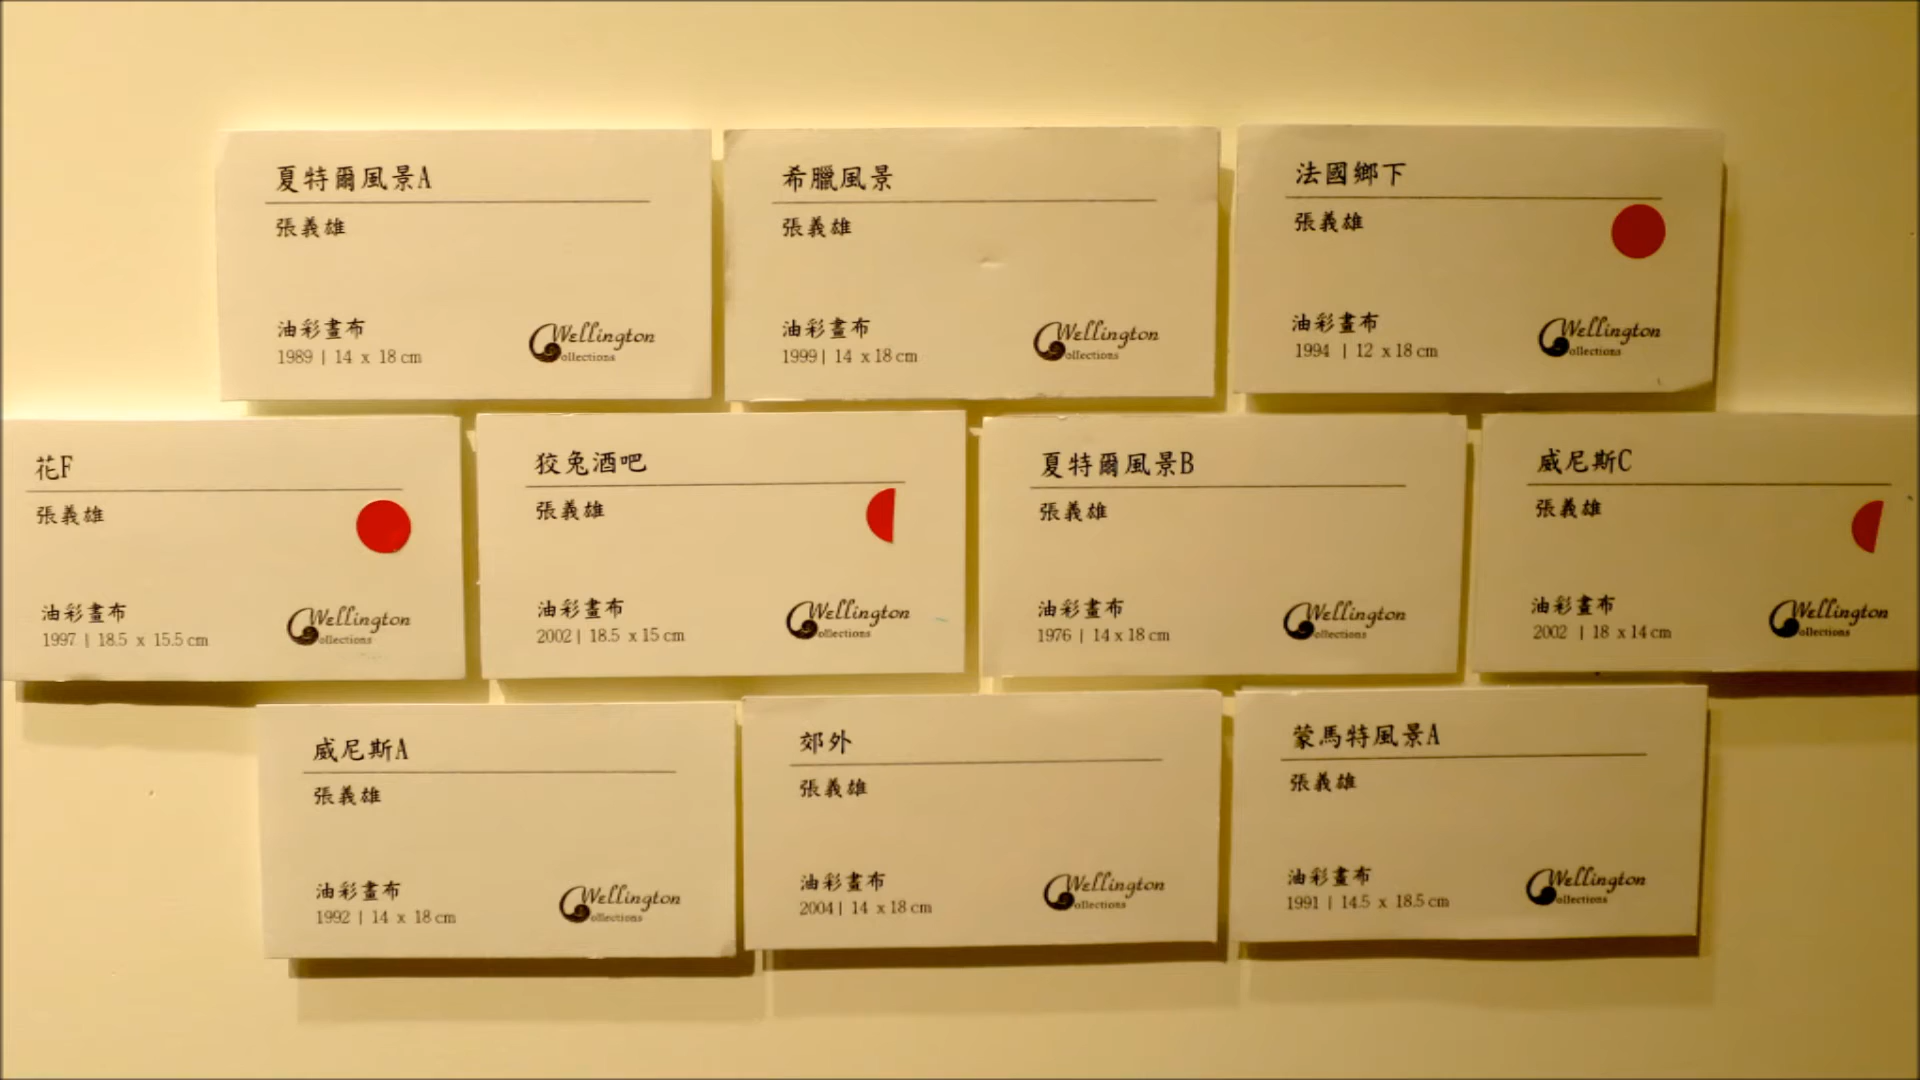 夏特爾風景A
張義雄
油彩畫布
1989 | 14 x 18 cm
Wellington
ollections
希臘風景
張義雄
油彩畫布
1999 | 14 x 18 cm
Wellington
ollections
法國鄉下
張義雄
油彩畫布
1994 | 12 x 18 cm
Wellington
ollections
花F
張義雄
油彩畫布
1997 | 18.5 x 15.5 cm
Wellington
ollections
狡兔酒吧
張義雄
油彩畫布
2002 | 18.5 x 15 cm
Wellington
ollections
夏特爾風景B
張義雄
油彩畫布
1976 | 14 x 18 cm
Wellington
ollections
威尼斯C
張義雄
油彩畫布
2002 | 18 x 14 cm
Wellington
ollections
威尼斯A
張義雄
油彩畫布
1992 | 14 x 18 cm
Wellington
ollections
郊外
張義雄
油彩畫布
2004 | 14 x 18 cm
Wellington
ollections
蒙馬特風景A
張義雄
油彩畫布
1991 | 14.5 x 18.5 cm
Wellington
ollections